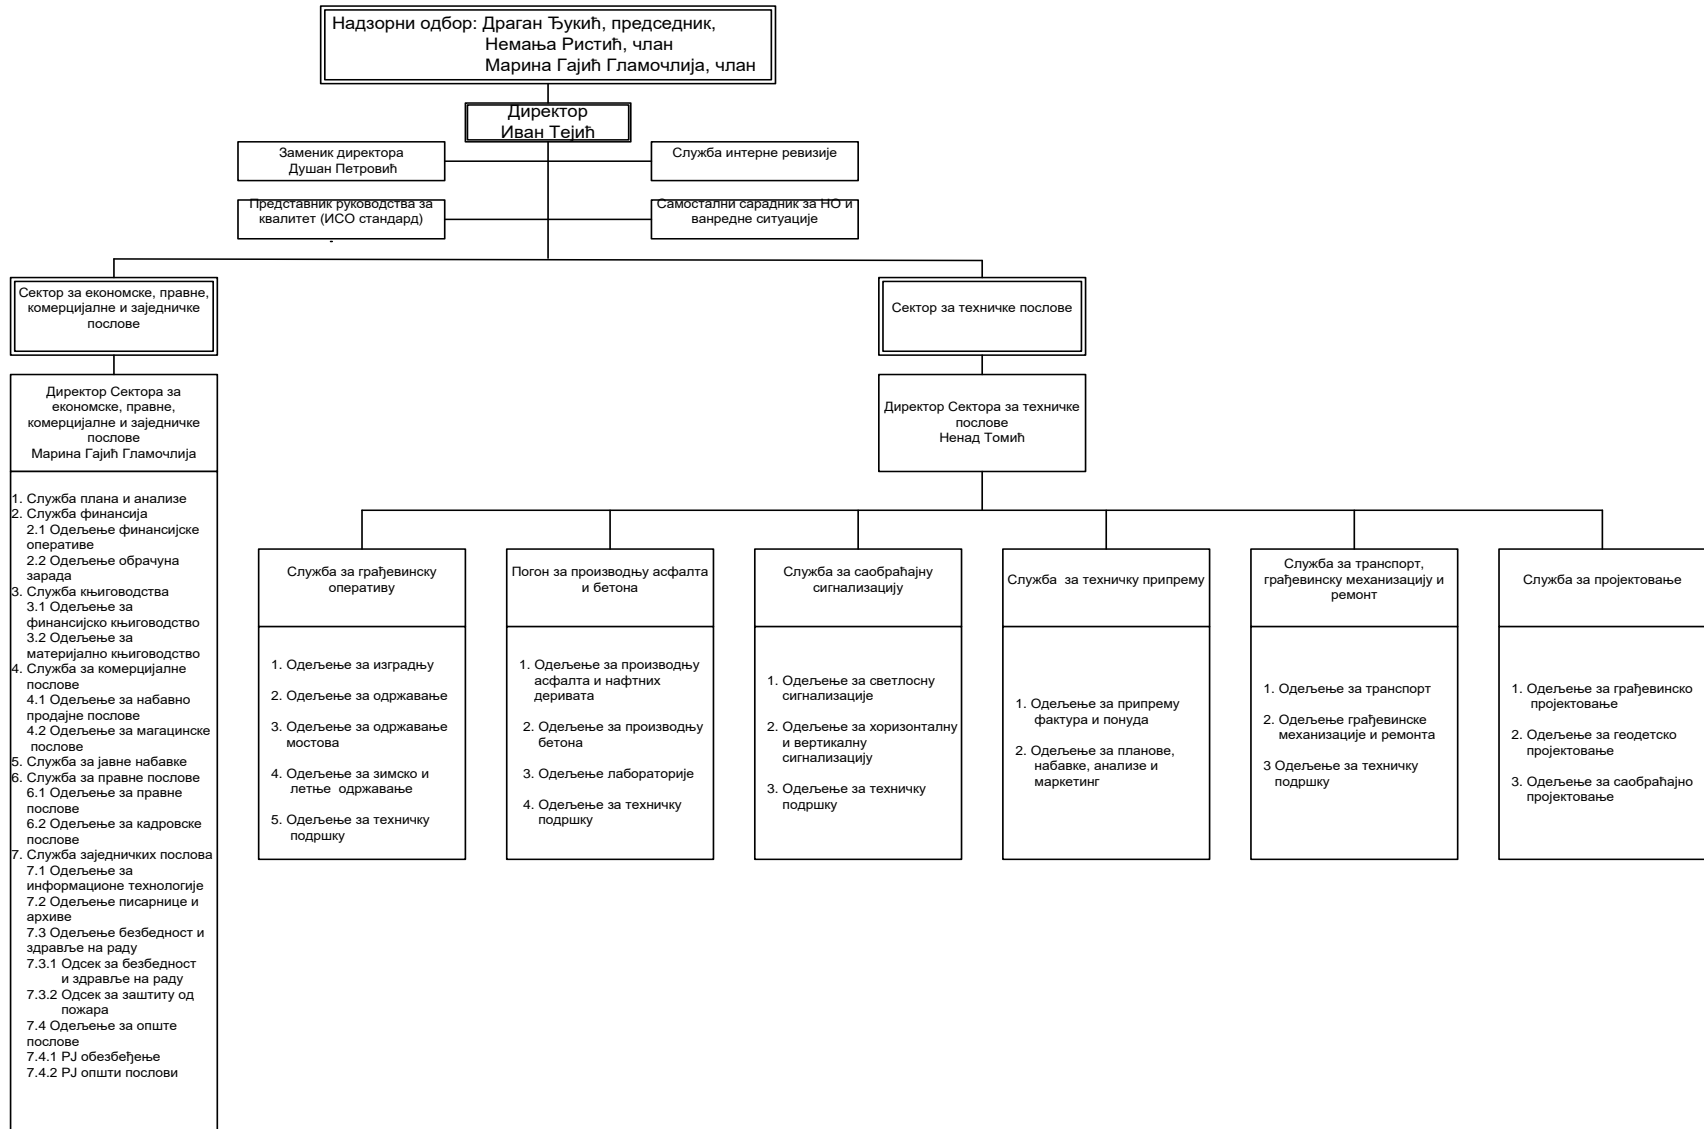 Надзорни одбор: Драган Ђукић, председник,
Немања Ристић, члан
Марина Гајић Гламочлија, члан
Директор
Иван Тејић
Заменик директора
Душан Петровић
Служба интерне ревизије
Представник руководства за
квалитет (ИСО стандард)
Самостални сарадник за НО и
ванредне ситуације
Сектор за економске, правне,
комерцијалне и заједничке
послове
Сектор за техничке послове
Директор Сектора за
економске, правне,
комерцијалне и заједничке
послове
Марина Гајић Гламочлија
Директор Сектора за техничке
послове
Ненад Томић
1. Служба плана и анализе
2. Служба финансија
2.1 Одељење финансијске
оперативе
2.2 Одељење обрачуна
зарада
3. Служба књиговодства
3.1 Одељење за
финансијско књиговодство
3.2 Одељење за
материјално књиговодство
4. Служба за комерцијалне
послове
4.1 Одељење за набавно
продајне послове
4.2 Одељење за магацинске
послове
5. Служба за јавне набавке
6. Служба за правне послове
6.1 Одељење за правне
послове
6.2 Одељење за кадровске
послове
7. Служба заједничких послова
7.1 Одељење за
информационе технологије
7.2 Одељење писарнице и
архиве
7.3 Одељење безбедност и
здравље на раду
7.3.1 Одсек за безбедност
и здравље на раду
7.3.2 Одсек за заштиту од
пожара
7.4 Одељење за опште
послове
7.4.1 РЈ обезбеђење
7.4.2 РЈ општи послови
Служба за грађевинску
оперативу
1. Одељење за изградњу
2. Одељење за одржавање
3. Одељење за одржавање
мостова
4. Одељење за зимско и
летње одржавање
5. Одељење за техничку
подршку
Погон за производњу асфалта
и бетона
1. Одељење за производњу
асфалта и нафтних
деривата
2. Одељење за производњу
бетона
3. Одељење лабораторије
4. Одељење за техничку
подршку
Служба за саобраћајну
сигнализацију
1. Одељење за светлосну
сигнализације
2. Одељење за хоризонталну
и вертикалну
сигнализацију
3. Одељење за техничку
подршку
Служба за техничку припрему
1. Одељење за припрему
фактура и понуда
2. Одељење за планове,
набавке, анализе и
маркетинг
Служба за транспорт,
грађевинску механизацију и
ремонт
1. Одељење за транспорт
2. Одељење грађевинске
механизације и ремонта
3 Одељење за техничку
подршку
Служба за пројектовање
1. Одељење за грађевинско
пројектовање
2. Одељење за геодетско
пројектовање
3. Одељење за саобраћајно
пројектовање